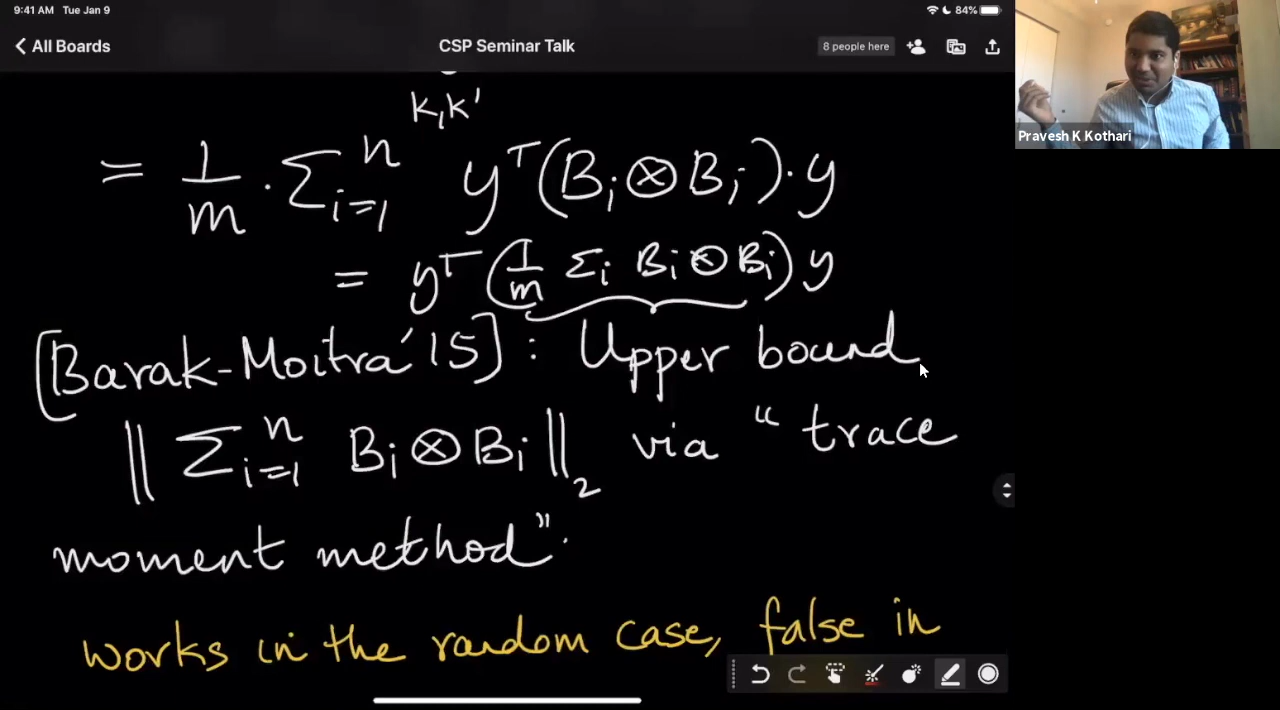 9:41 AM Tue Jan 9
84%
All Boards
CSP Seminar Talk
8 people here
Pravesh K Kothari
k,k'
= 1/m · Σ_{i=1}^n y^T(B_i⊗B_i)·y
= y^T(1/m Σ_i B_i⊗B_i)y
[Barak-Moitra'15] : Upper bound
‖ Σ_{i=1}^n B_i⊗B_i ‖_2 via "trace
moment method".
works in the random case, false in